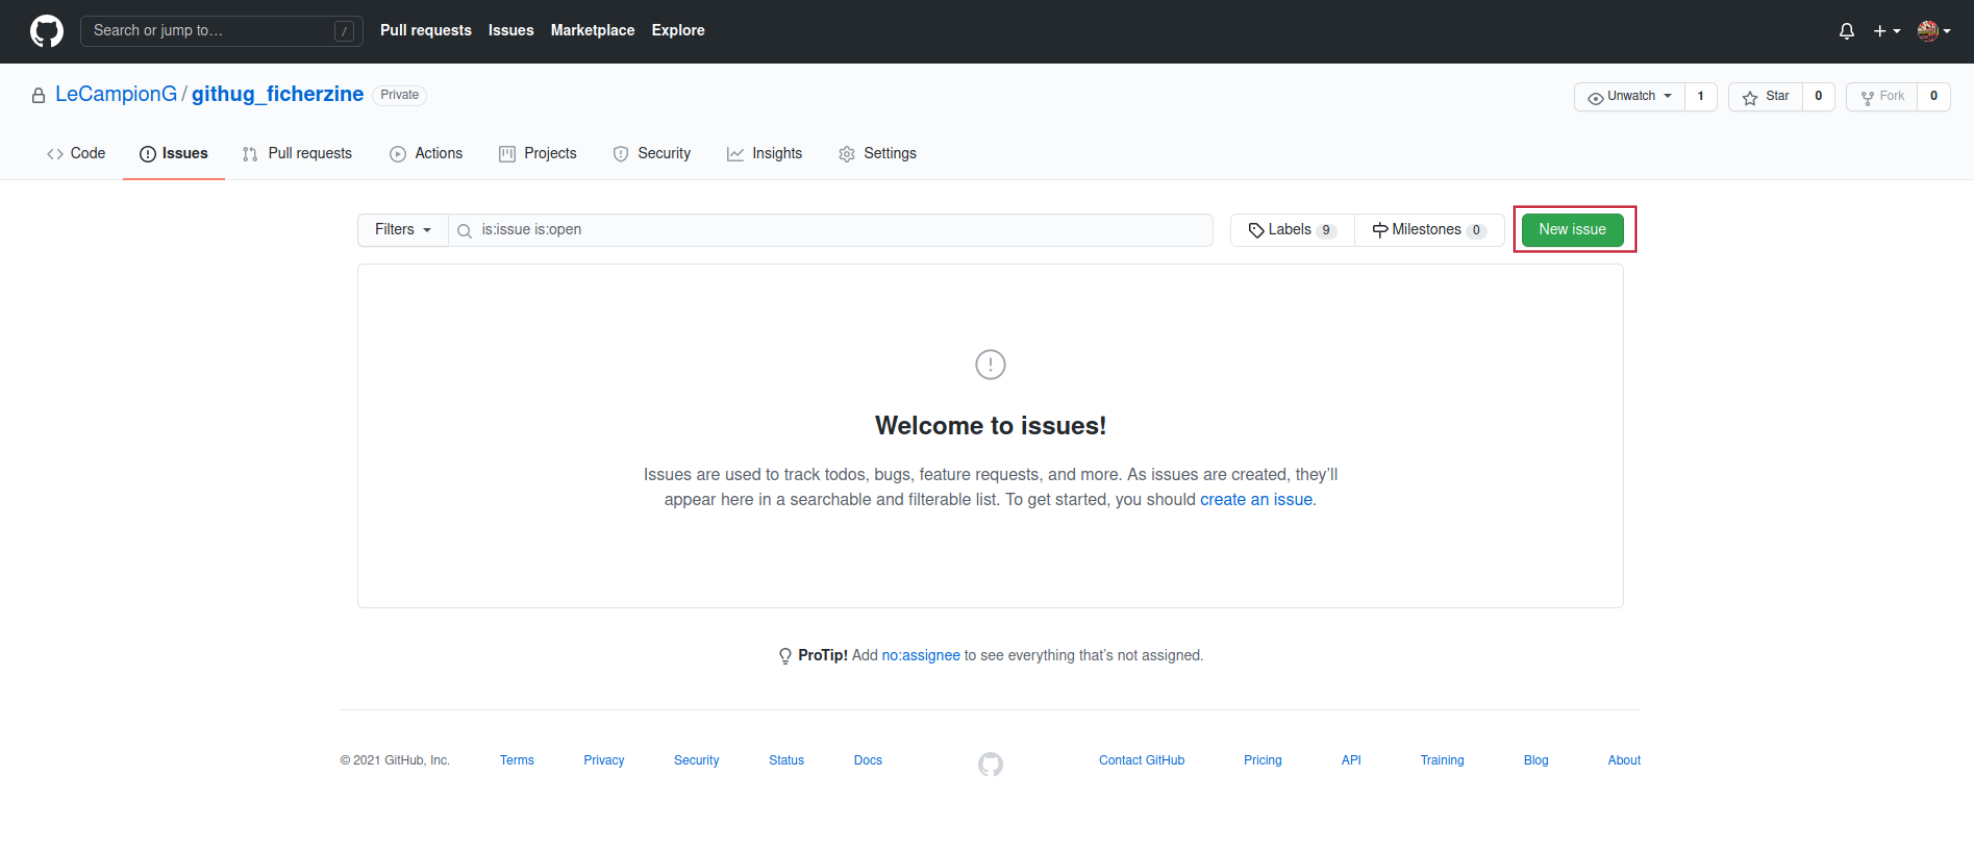 Search or jump to… / Pull requests Issues Marketplace Explore
LeCampionG / githug_ficherzine Private Unwatch 1 Star 0 Fork 0
Code Issues Pull requests Actions Projects Security Insights Settings
Filters is:issue is:open Labels 9 Milestones 0 New issue
Welcome to issues!
Issues are used to track todos, bugs, feature requests, and more. As issues are created, they’ll
appear here in a searchable and filterable list. To get started, you should create an issue.
ProTip! Add no:assignee to see everything that’s not assigned.
© 2021 GitHub, Inc. Terms Privacy Security Status Docs Contact GitHub Pricing API Training Blog About